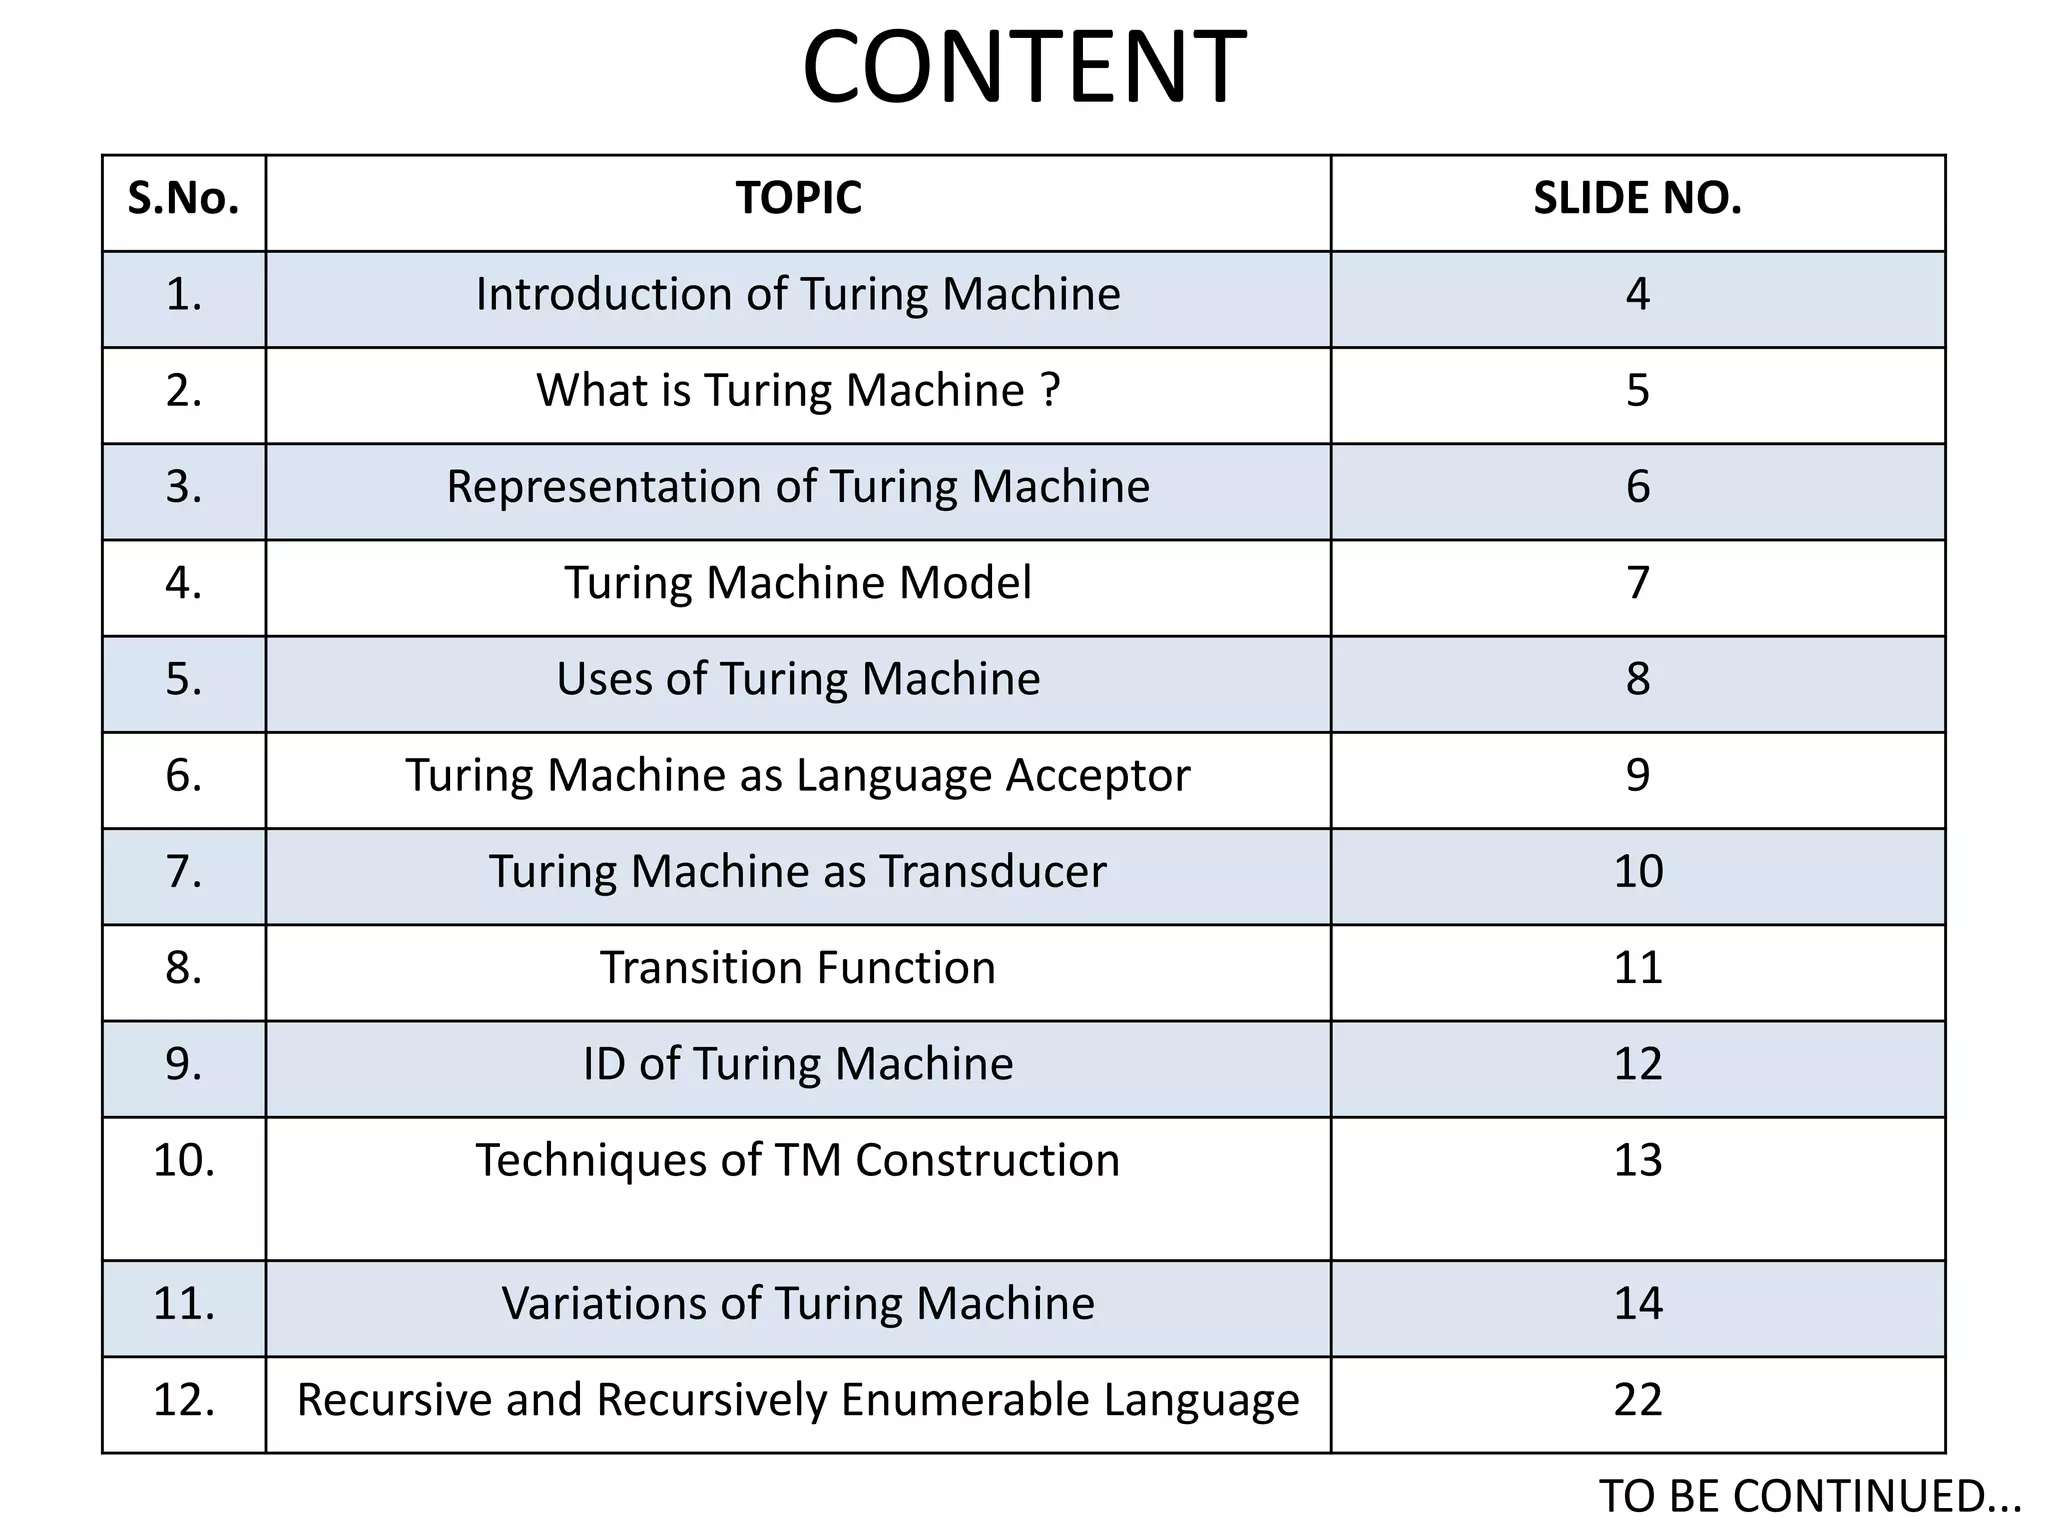 CONTENT
S.No. TOPIC SLIDE NO.
1. Introduction of Turing Machine 4
2. What is Turing Machine ? 5
3. Representation of Turing Machine 6
4. Turing Machine Model 7
5. Uses of Turing Machine 8
6. Turing Machine as Language Acceptor 9
7. Turing Machine as Transducer 10
8. Transition Function 11
9. ID of Turing Machine 12
10. Techniques of TM Construction 13
11. Variations of Turing Machine 14
12. Recursive and Recursively Enumerable Language 22
TO BE CONTINUED...